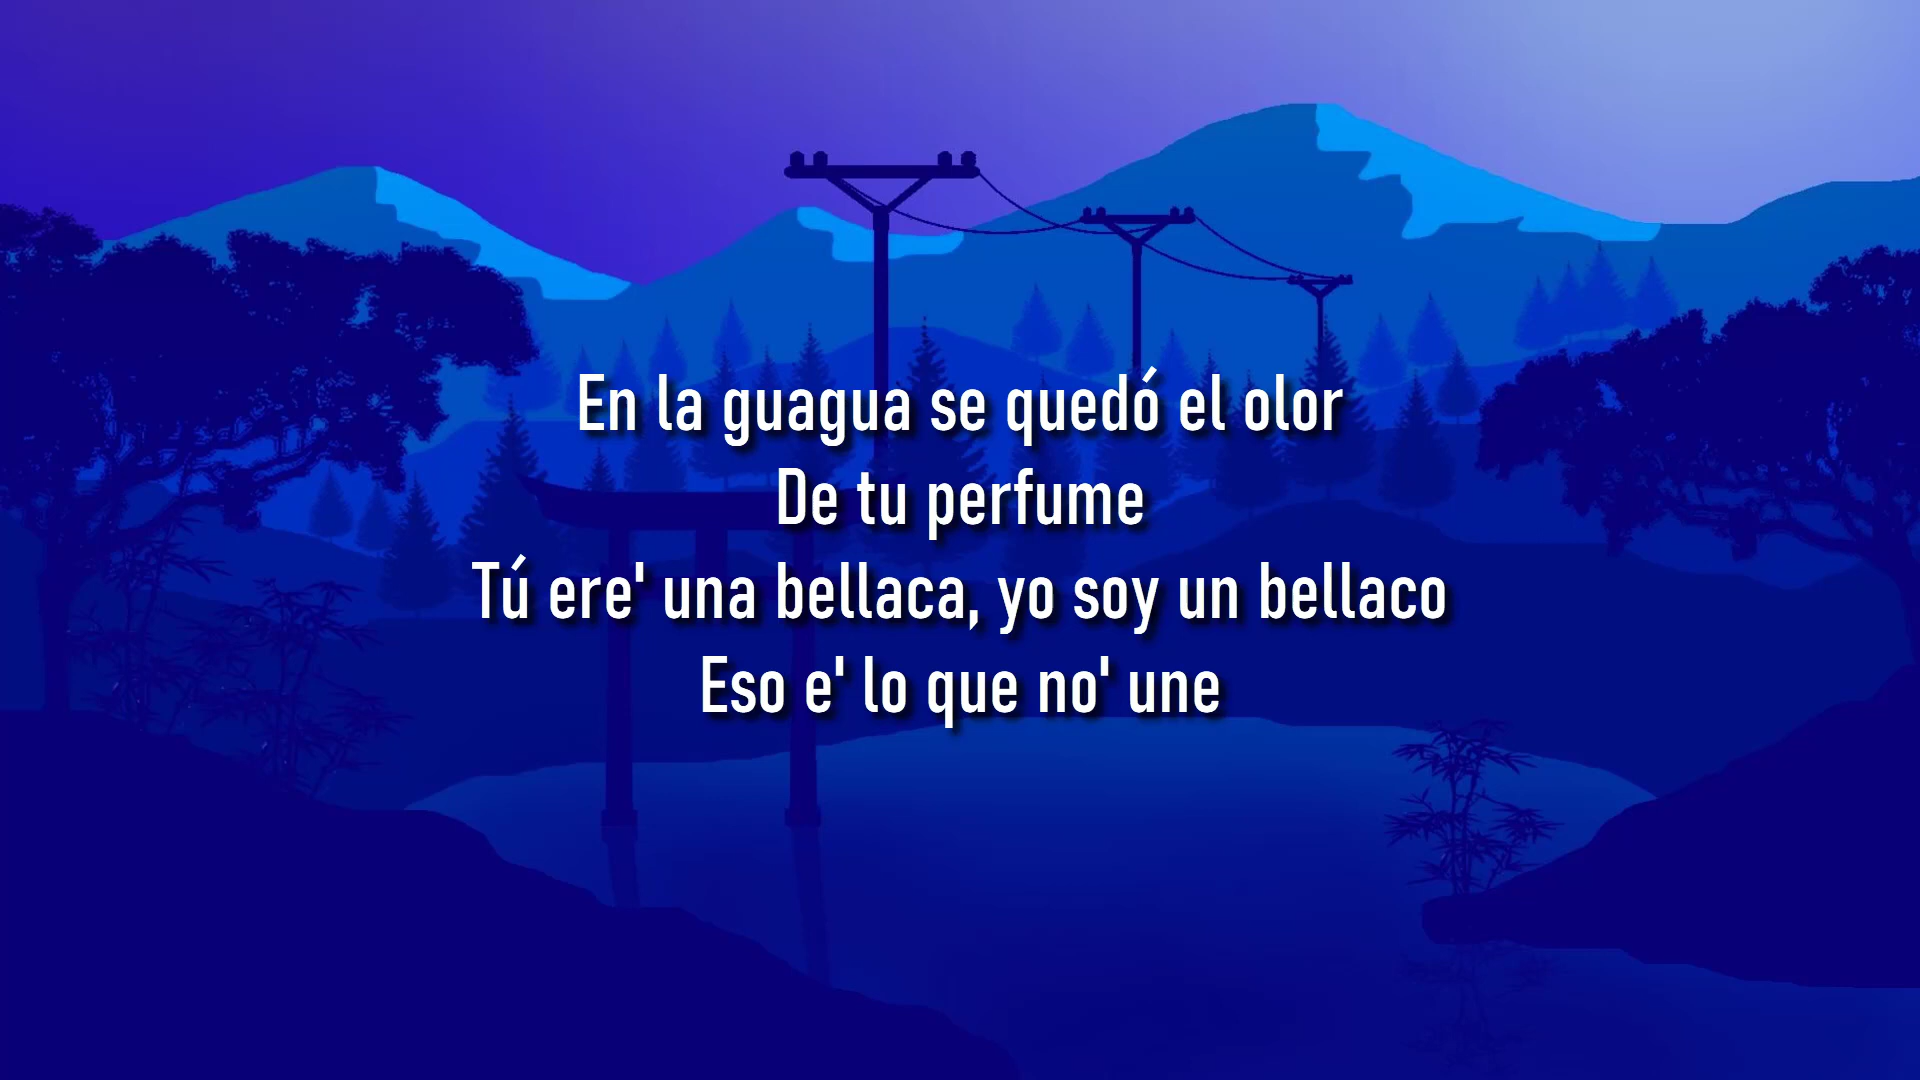 En la guagua se quedó el olor
De tu perfume
Tú ere' una bellaca, yo soy un bellaco
Eso e' lo que no' une